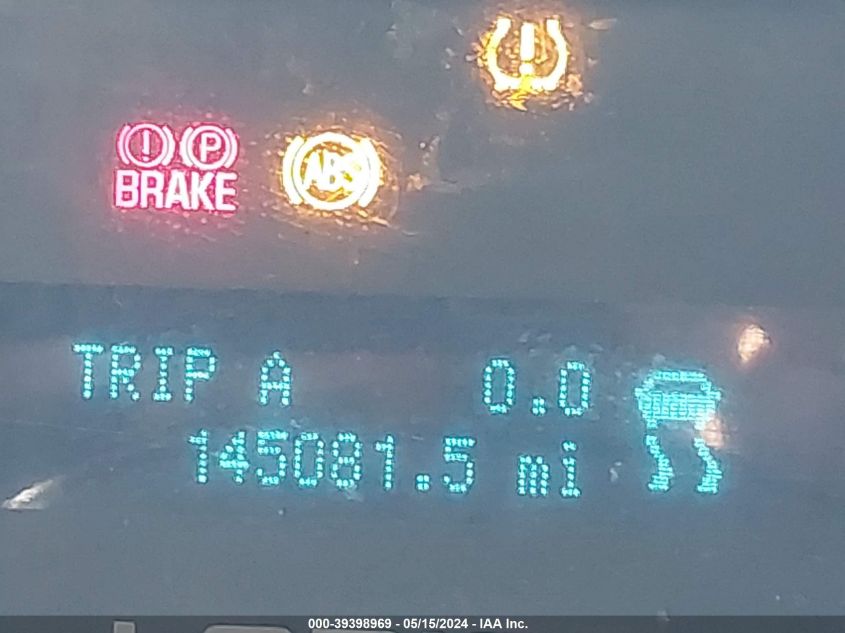 (!) (P)
BRAKE
ABS
TRIP A 0.0
145081.5 mi
000-39398969 - 05/15/2024 - IAA Inc.